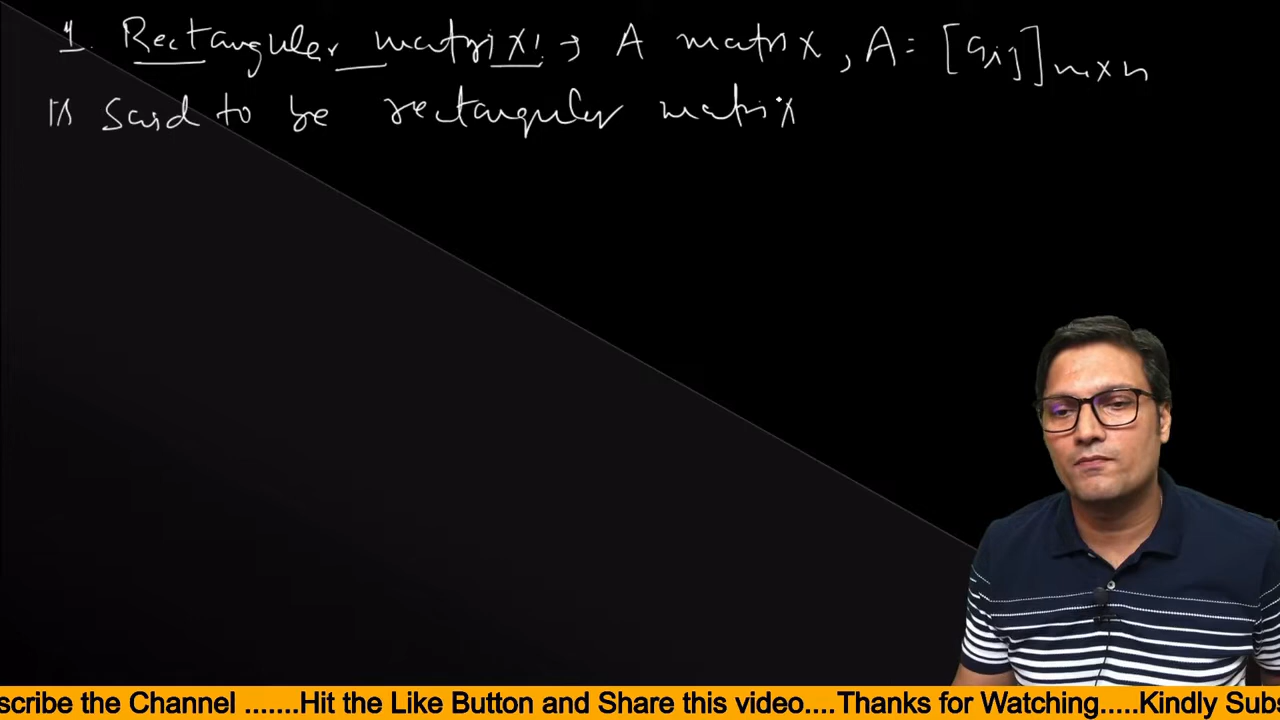 1. Rectangular matrix :→ A matrix, A = [aij]m×n
is said to be rectangular matrix
scribe the Channel .......Hit the Like Button and Share this video....Thanks for Watching.....Kindly Subs